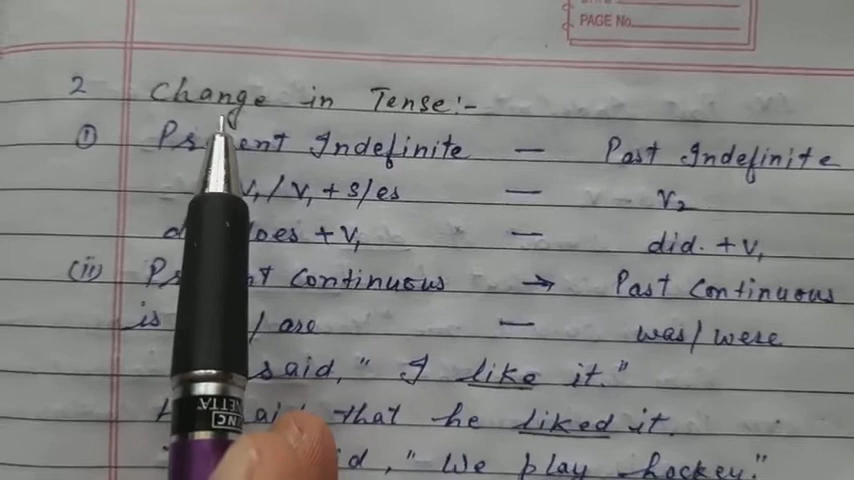 PAGE No.
2 Change in Tense:-
(i) Present Indefinite — Past Indefinite
V1 / V1 + s/es — V2
does + V1 — did. + V1
(ii) Continuous → Past Continuous
is / are — was/were
said, "I like it."
that he liked it.
"We play hockey."